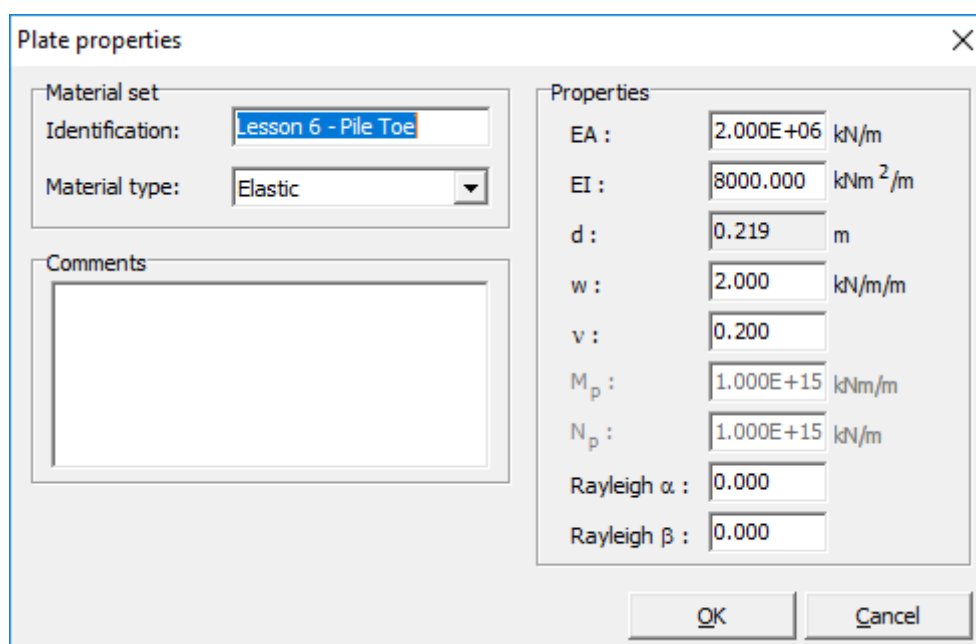 Plate properties
Material set
Identification: Lesson 6 - Pile Toe
Material type: Elastic
Comments
Properties
EA : 2.000E+06 kN/m
EI : 8000.000 kNm 2/m
d : 0.219 m
w : 2.000 kN/m/m
ν : 0.200
Mp : 1.000E+15 kNm/m
Np : 1.000E+15 kN/m
Rayleigh α : 0.000
Rayleigh β : 0.000
OK Cancel